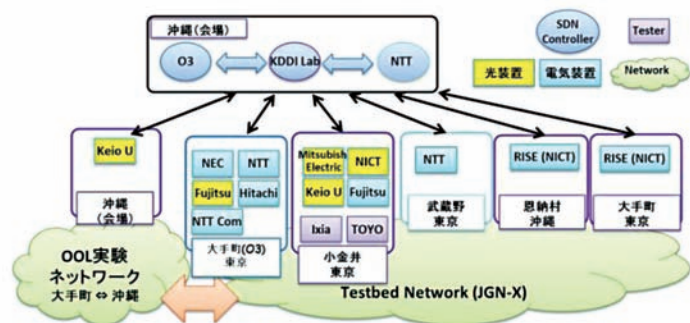 沖縄(会場)
O3
KDDI Lab
NTT
SDN
Controller
Tester
光装置
電気装置
Network
Keio U
沖縄
(会場)
NEC
NTT
Fujitsu
Hitachi
NTT Com
大手町(O3)
東京
Mitsubish
Electric
NICT
Keio U
Fujitsu
Ixia
TOYO
小金井
東京
NTT
武蔵野
東京
RISE (NICT)
恩納村
沖縄
RISE (NICT)
大手町
東京
OOL実験
ネットワーク
大手町 ⇔ 沖縄
Testbed Network (JGN-X)